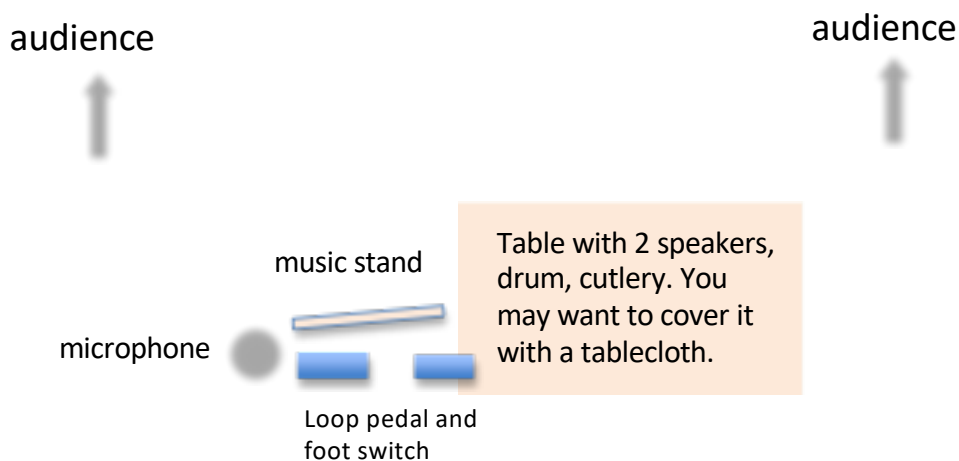 audience
audience
music stand
Table with 2 speakers,
drum, cutlery. You
may want to cover it
with a tablecloth.
microphone
Loop pedal and
foot switch